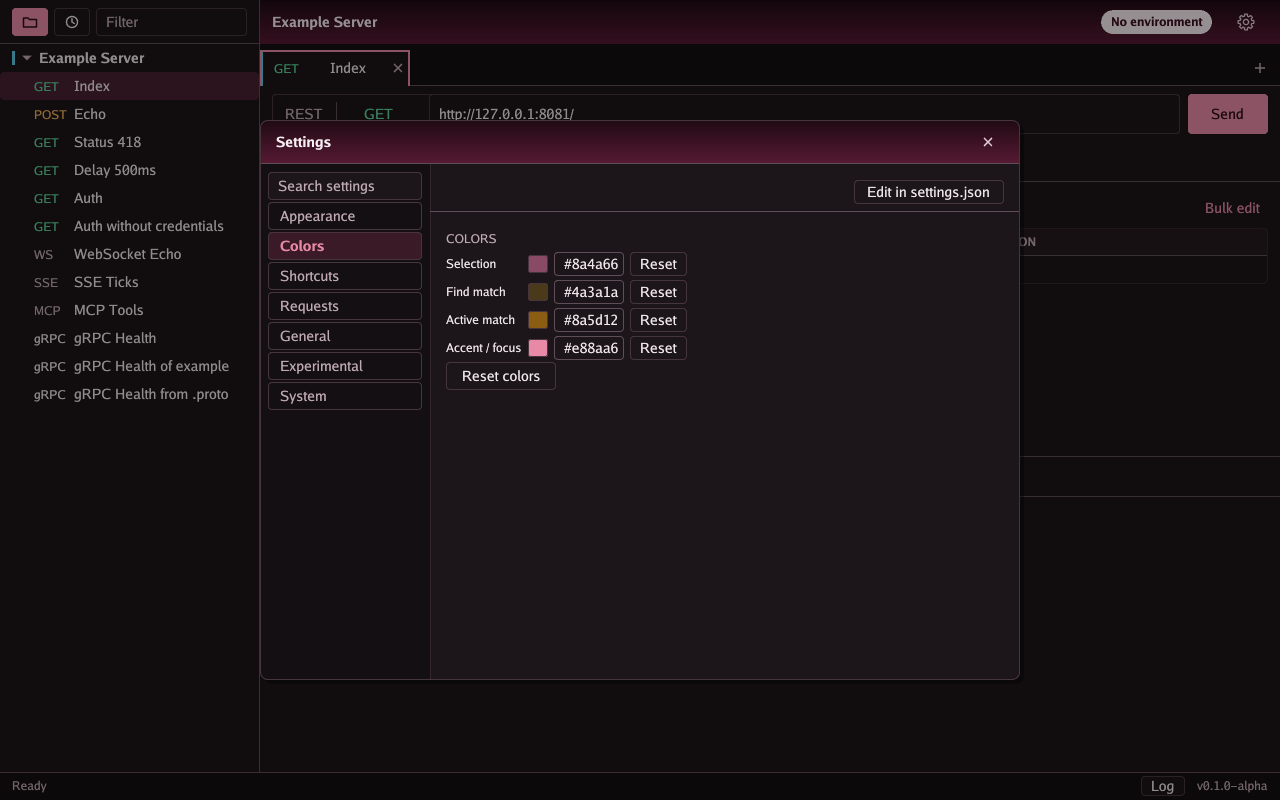 Filter
Example Server
No environment
Example Server
GET Index
POST Echo
GET Status 418
GET Delay 500ms
GET Auth
GET Auth without credentials
WS WebSocket Echo
SSE SSE Ticks
MCP MCP Tools
gRPC gRPC Health
gRPC gRPC Health of example
gRPC gRPC Health from .proto
GET Index
REST GET http://127.0.0.1:8081/ Send
Bulk edit
ON
Settings
Search settings
Appearance
Colors
Shortcuts
Requests
General
Experimental
System
Edit in settings.json
COLORS
Selection #8a4a66 Reset
Find match #4a3a1a Reset
Active match #8a5d12 Reset
Accent / focus #e88aa6 Reset
Reset colors
Ready
Log v0.1.0-alpha